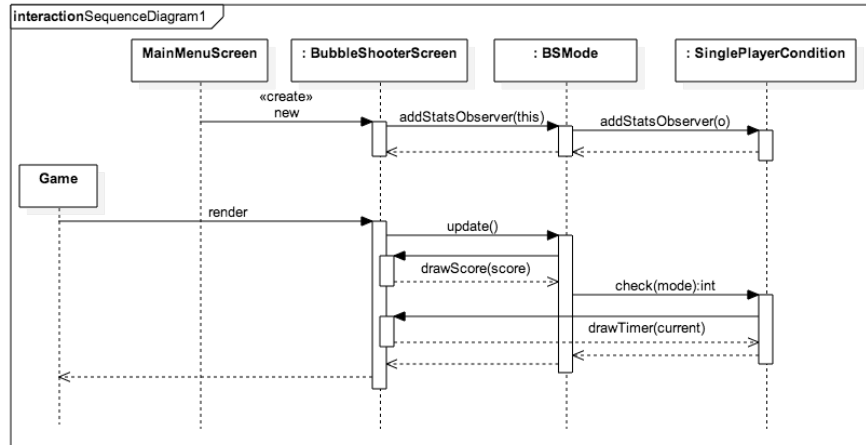 interactionSequenceDiagram1
MainMenuScreen
: BubbleShooterScreen
: BSMode
: SinglePlayerCondition
«create»
new
addStatsObserver(this)
addStatsObserver(o)
Game
render
update()
drawScore(score)
check(mode):int
drawTimer(current)